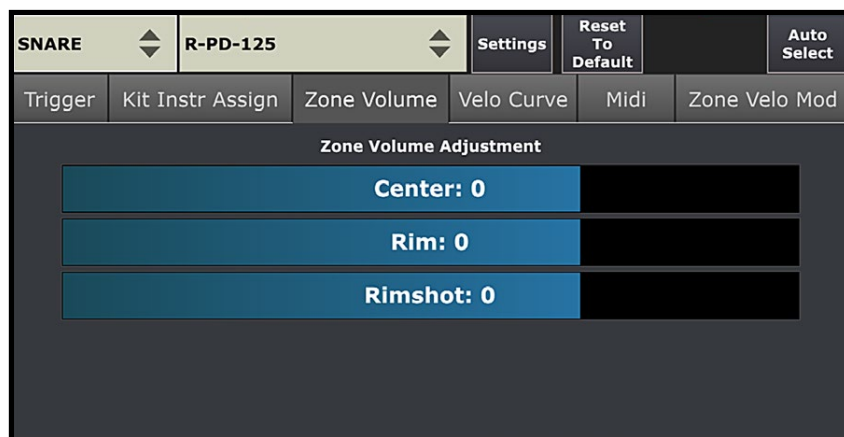 SNARE R-PD-125 Settings Reset To Default Auto Select
Trigger Kit Instr Assign Zone Volume Velo Curve Midi Zone Velo Mod
Zone Volume Adjustment
Center: 0
Rim: 0
Rimshot: 0